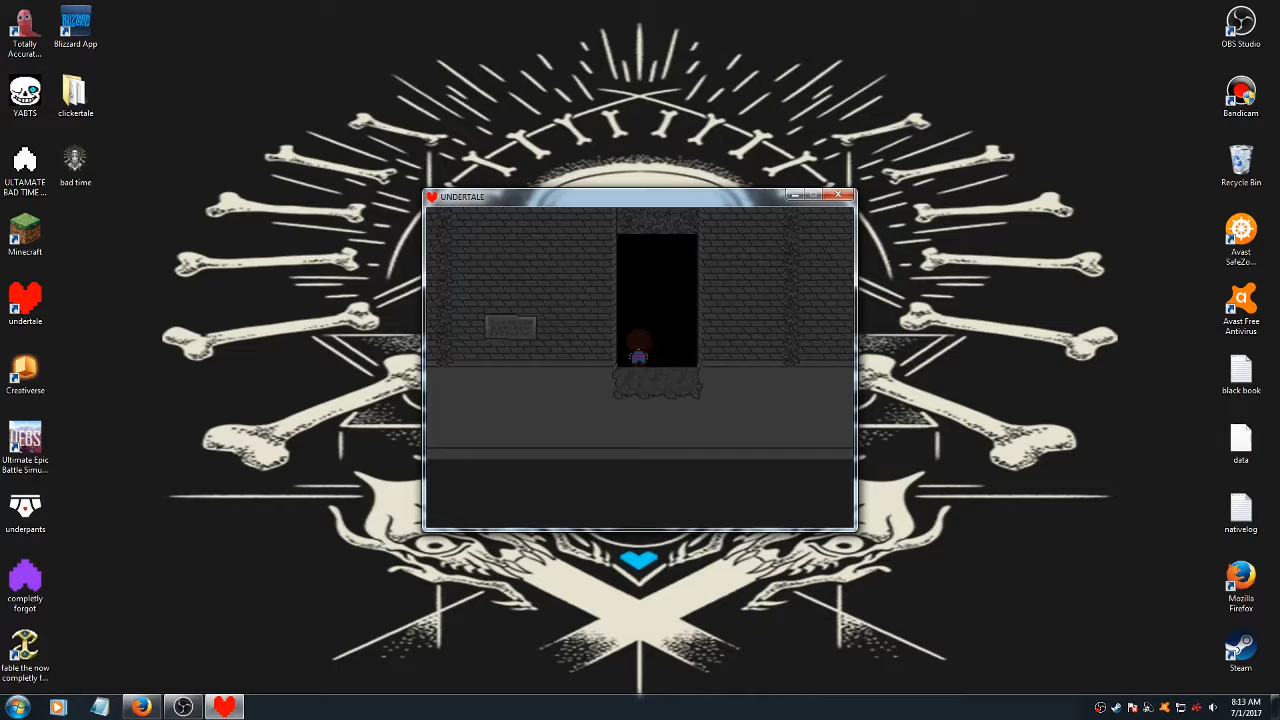 Totally
Accurat...
Blizzard App
YABTS
clickertale
ULTAMATE
BAD TIME ...
bad time
Minecraft
undertale
Creativerse
UEBS
Ultimate Epic
Battle Simu...
underpants
completly
forgot
fable the now
completly f...
UNDERTALE
OBS Studio
Bandicam
Recycle Bin
Avast
SafeZo...
Avast Free
Antivirus
black book
data
nativelog
Mozilla
Firefox
Steam
8:13 AM
7/1/2017